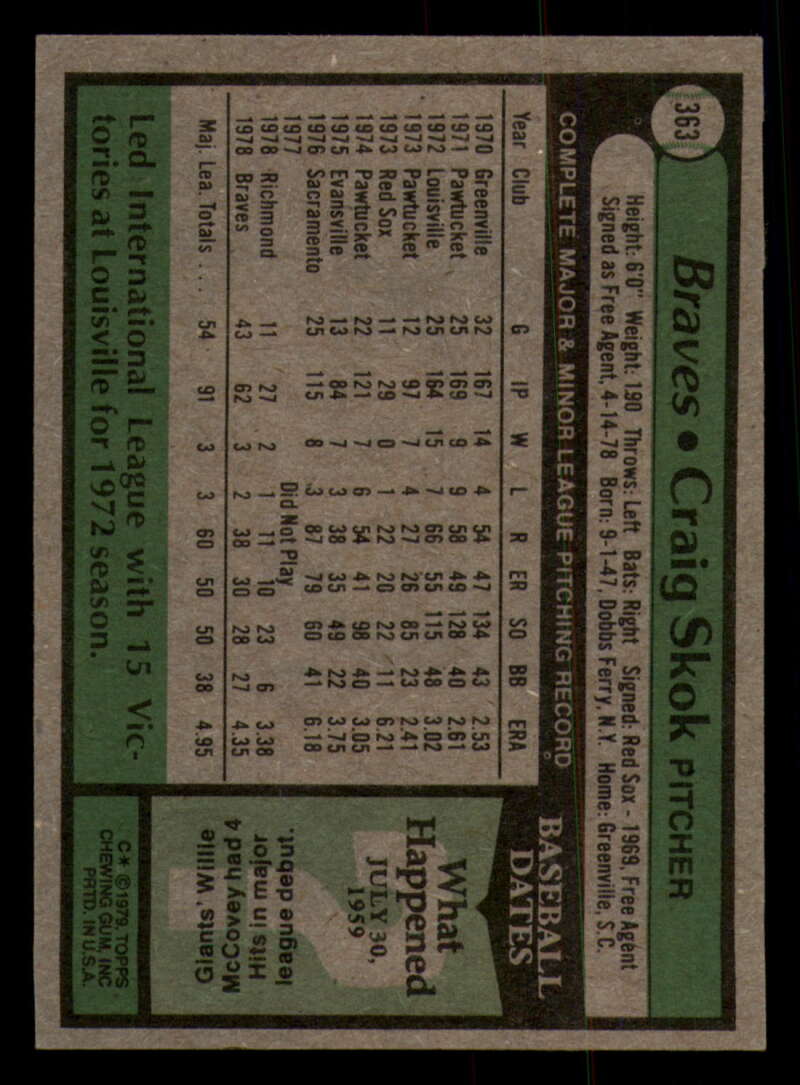 363
Braves • Craig Skok PITCHER
Height: 6'0" Weight: 190 Throws: Left Bats: Right Signed: Red Sox - 1969, Free Agent
Signed as Free Agent, 4-14-78 Born: 9-1-47, Dobbs Ferry, N.Y. Home: Greenville, S.C.
COMPLETE MAJOR & MINOR LEAGUE PITCHING RECORD
Year Club G IP W L R ER SO BB ERA
1970 Greenville 32 167 14 4 54 47 134 43 2.53
1971 Pawtucket 25 169 9 9 58 49 128 40 2.61
1972 Louisville 25 164 15 7 66 55 115 48 3.02
1973 Pawtucket 12 97 7 4 27 26 85 23 2.41
1973 Red Sox 11 29 0 1 22 20 22 11 6.21
1974 Pawtucket 22 121 7 6 54 41 98 40 3.05
1975 Evansville 13 84 7 3 38 35 49 22 3.75
1976 Sacramento 25 115 8 3 87 79 60 41 6.18
1977 Did Not Play
1978 Richmond 11 27 2 1 11 10 23 6 3.38
1978 Braves 43 62 3 2 38 30 28 27 4.35
Maj. Lea. Totals . . . . 54 91 3 3 60 50 50 38 4.95
Led International League with 15 Vic-
tories at Louisville for 1972 season.
BASEBALL
DATES
What
Happened
JULY 30,
1959
Giants' Willie
McCovey had 4
Hits in major
league debut.
C* © 1979, TOPPS
CHEWING GUM, INC
PRTD. IN U.S.A.